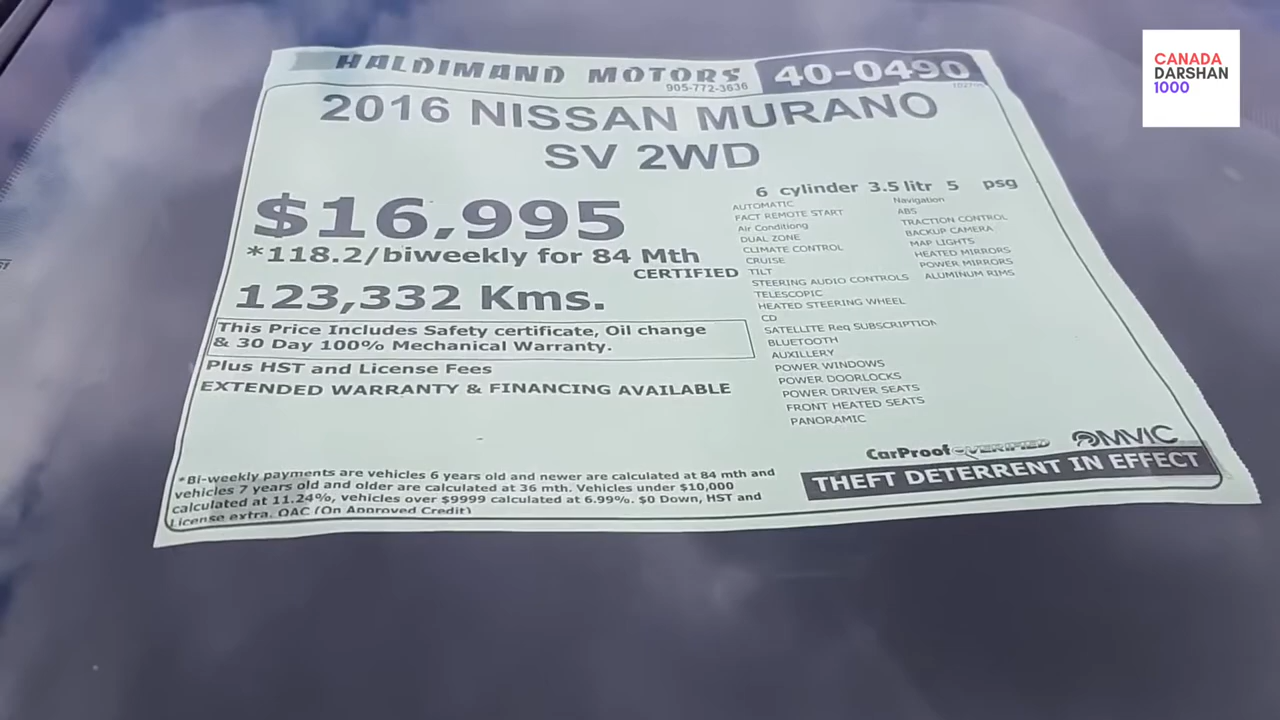 CANADA
DARSHAN
1000
HALDIMAND MOTORS
905-772-3636
40-0490
2016 NISSAN MURANO
SV 2WD
$16,995
*118.2/biweekly for 84 Mth
CERTIFIED
123,332 Kms.
This Price Includes Safety certificate, Oil change
& 30 Day 100% Mechanical Warranty.
Plus HST and License Fees
EXTENDED WARRANTY & FINANCING AVAILABLE
6 cylinder 3.5 litr 5 psg
AUTOMATIC
FACT REMOTE START
Air Conditiong
DUAL ZONE
CLIMATE CONTROL
CRUISE
TILT
STEERING AUDIO CONTROLS
TELESCOPIC
HEATED STEERING WHEEL
CD
SATELLITE Req SUBSCRIPTION
BLUETOOTH
AUXILLERY
POWER WINDOWS
POWER DOORLOCKS
POWER DRIVER SEATS
FRONT HEATED SEATS
PANORAMIC
Navigation
ABS
TRACTION CONTROL
BACKUP CAMERA
MAP LIGHTS
HEATED MIRRORS
POWER MIRRORS
ALUMINUM RIMS
*Bi-weekly payments are vehicles 6 years old and newer are calculated at 84 mth and
vehicles 7 years old and older are calculated at 36 mth. Vehicles under $10,000
calculated at 11.24%, vehicles over $9999 calculated at 6.99%. $0 Down, HST and
License extra. OAC (On Approved Credit)
CarProof VERIFIED
OMVIC
THEFT DETERRENT IN EFFECT